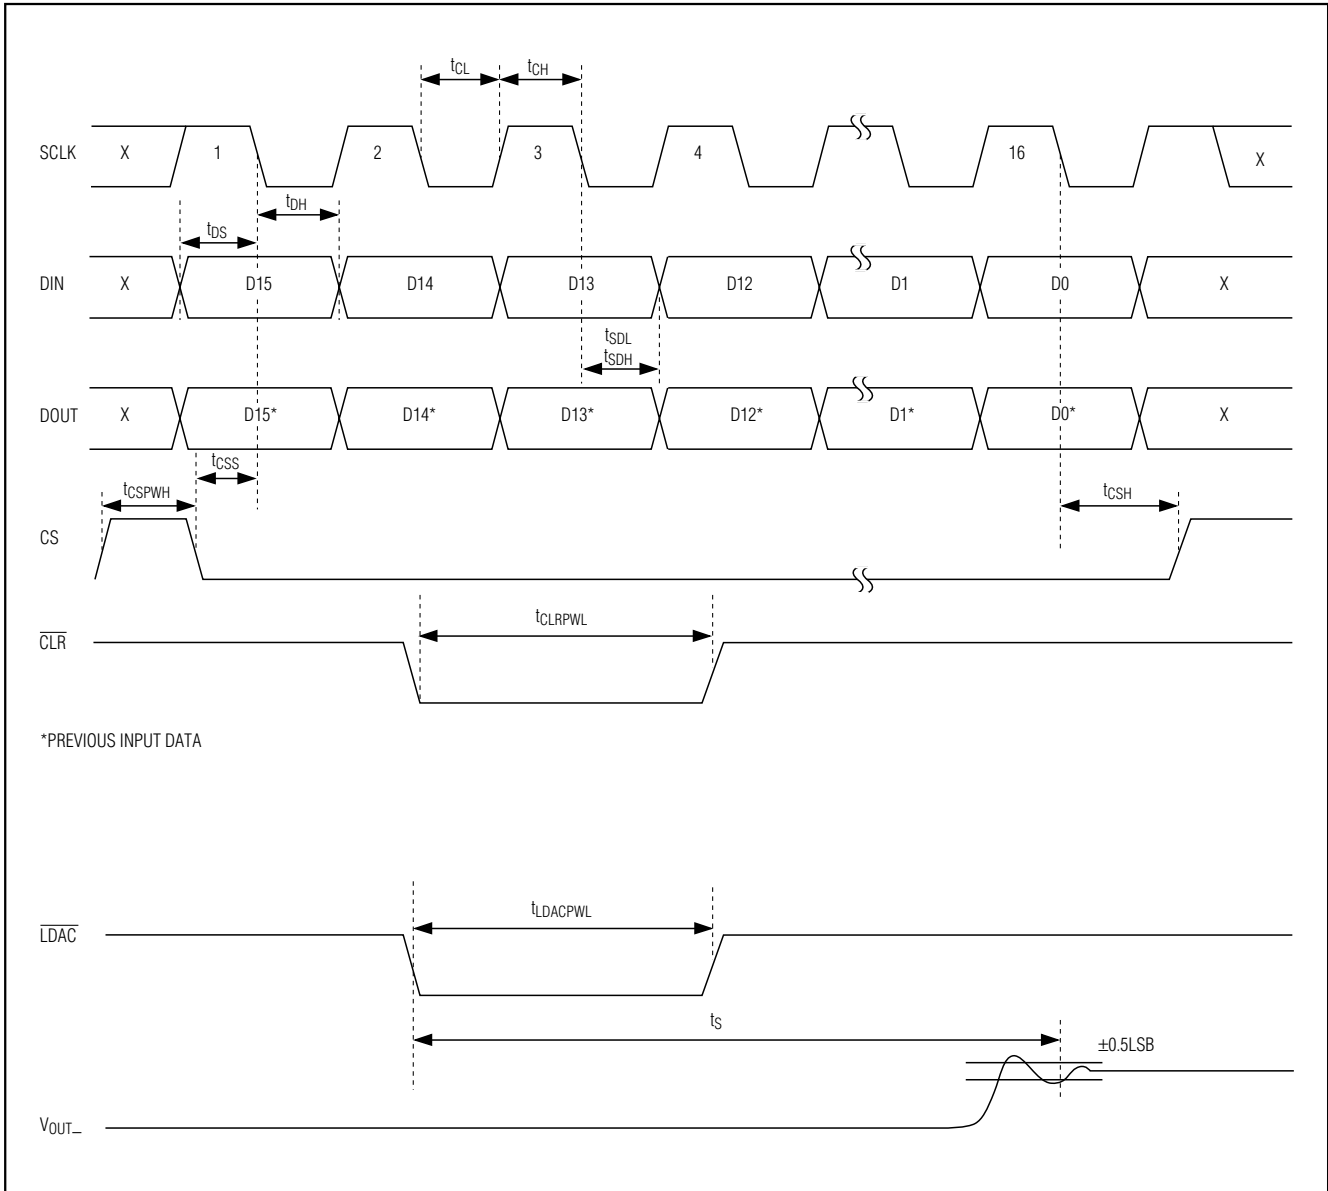 tCL tCH
SCLK X 1 2 3 4 16 X
tDH
tDS
DIN X D15 D14 D13 D12 D1 D0 X
tSDL
tSDH
DOUT X D15* D14* D13* D12* D1* D0* X
tCSS
tCSPWH tCSH
CS
tCLRPWL
CLR
*PREVIOUS INPUT DATA
tLDACPWL
LDAC
tS
±0.5LSB
VOUT_